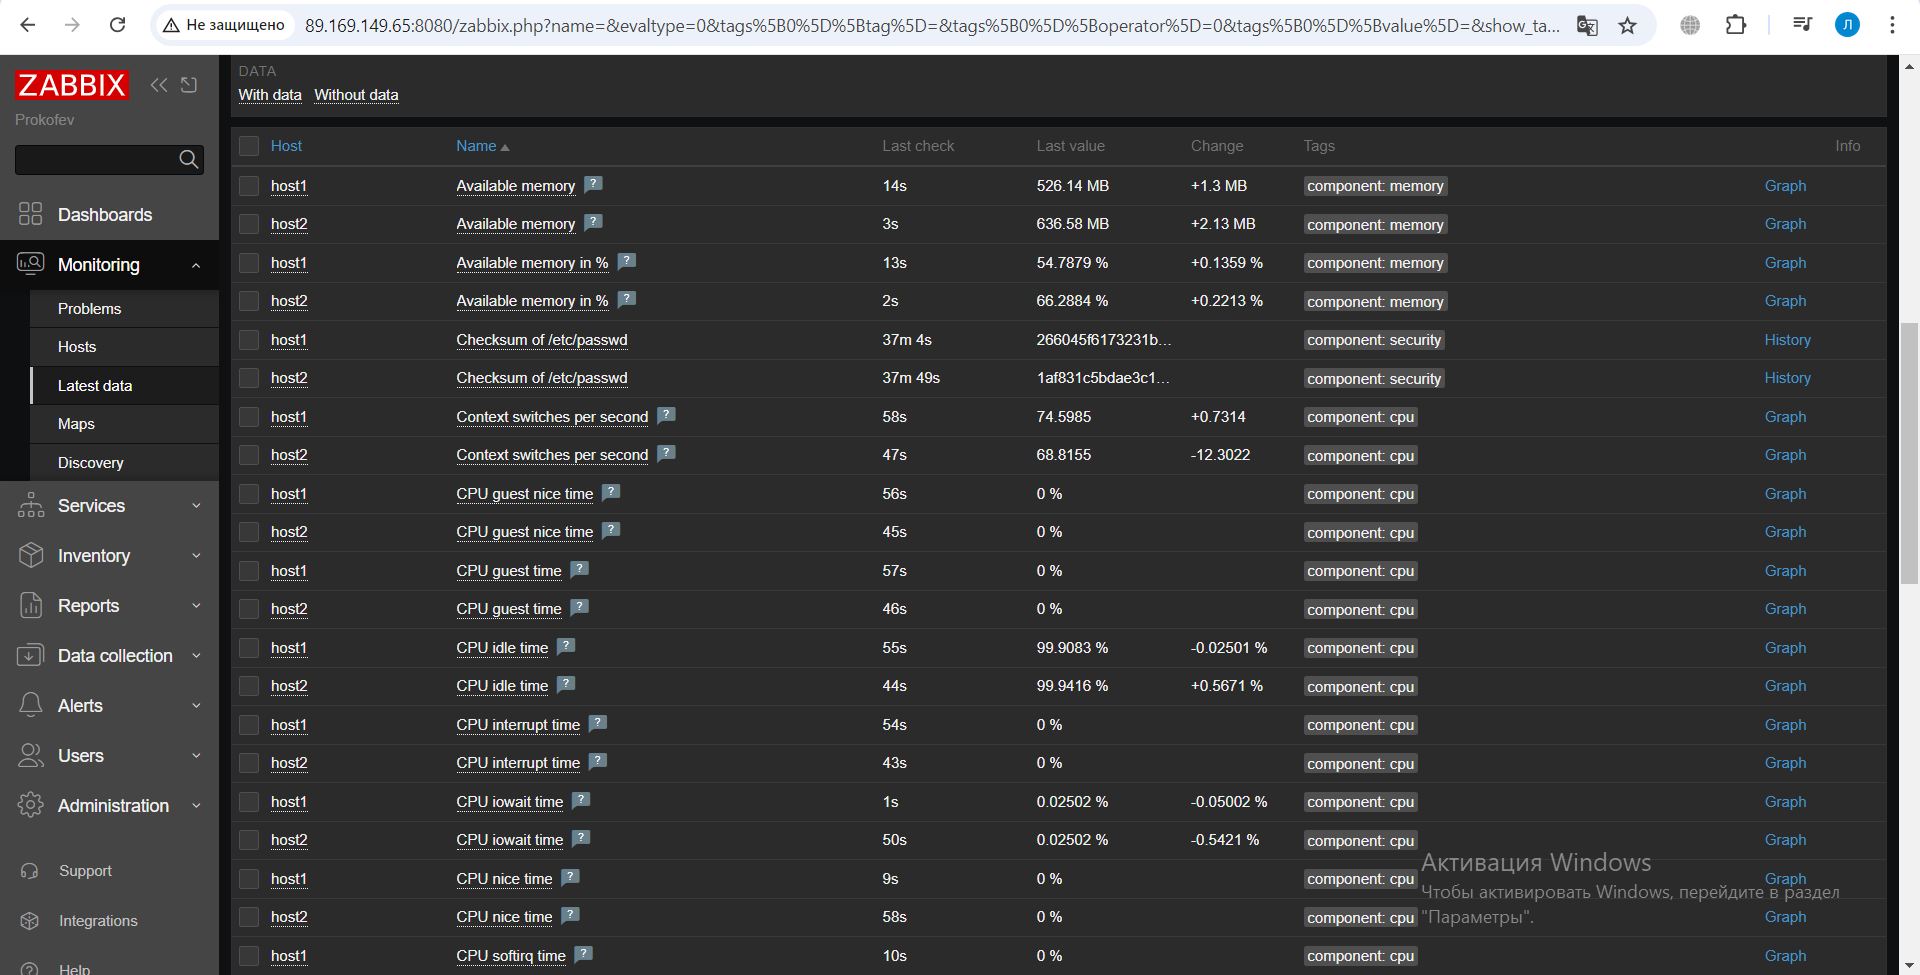 Не защищено
89.169.149.65:8080/zabbix.php?name=&evaltype=0&tags%5B0%5D%5Btag%5D=&tags%5B0%5D%5Boperator%5D=0&tags%5B0%5D%5Bvalue%5D=&show_ta...
Л
ZABBIX
Prokofev
Dashboards
Monitoring
Problems
Hosts
Latest data
Maps
Discovery
Services
Inventory
Reports
Data collection
Alerts
Users
Administration
Support
Integrations
Help
DATA
With data Without data
Host Name Last check Last value Change Tags Info
host1 Available memory ? 14s 526.14 MB +1.3 MB component: memory Graph
host2 Available memory ? 3s 636.58 MB +2.13 MB component: memory Graph
host1 Available memory in % ? 13s 54.7879 % +0.1359 % component: memory Graph
host2 Available memory in % ? 2s 66.2884 % +0.2213 % component: memory Graph
host1 Checksum of /etc/passwd 37m 4s 266045f6173231b... component: security History
host2 Checksum of /etc/passwd 37m 49s 1af831c5bdae3c1... component: security History
host1 Context switches per second ? 58s 74.5985 +0.7314 component: cpu Graph
host2 Context switches per second ? 47s 68.8155 -12.3022 component: cpu Graph
host1 CPU guest nice time ? 56s 0 % component: cpu Graph
host2 CPU guest nice time ? 45s 0 % component: cpu Graph
host1 CPU guest time ? 57s 0 % component: cpu Graph
host2 CPU guest time ? 46s 0 % component: cpu Graph
host1 CPU idle time ? 55s 99.9083 % -0.02501 % component: cpu Graph
host2 CPU idle time ? 44s 99.9416 % +0.5671 % component: cpu Graph
host1 CPU interrupt time ? 54s 0 % component: cpu Graph
host2 CPU interrupt time ? 43s 0 % component: cpu Graph
host1 CPU iowait time ? 1s 0.02502 % -0.05002 % component: cpu Graph
host2 CPU iowait time ? 50s 0.02502 % -0.5421 % component: cpu Graph
host1 CPU nice time ? 9s 0 % component: cpu Graph
host2 CPU nice time ? 58s 0 % component: cpu Graph
host1 CPU softirq time ? 10s 0 % component: cpu Graph
Активация Windows
Чтобы активировать Windows, перейдите в раздел
"Параметры".